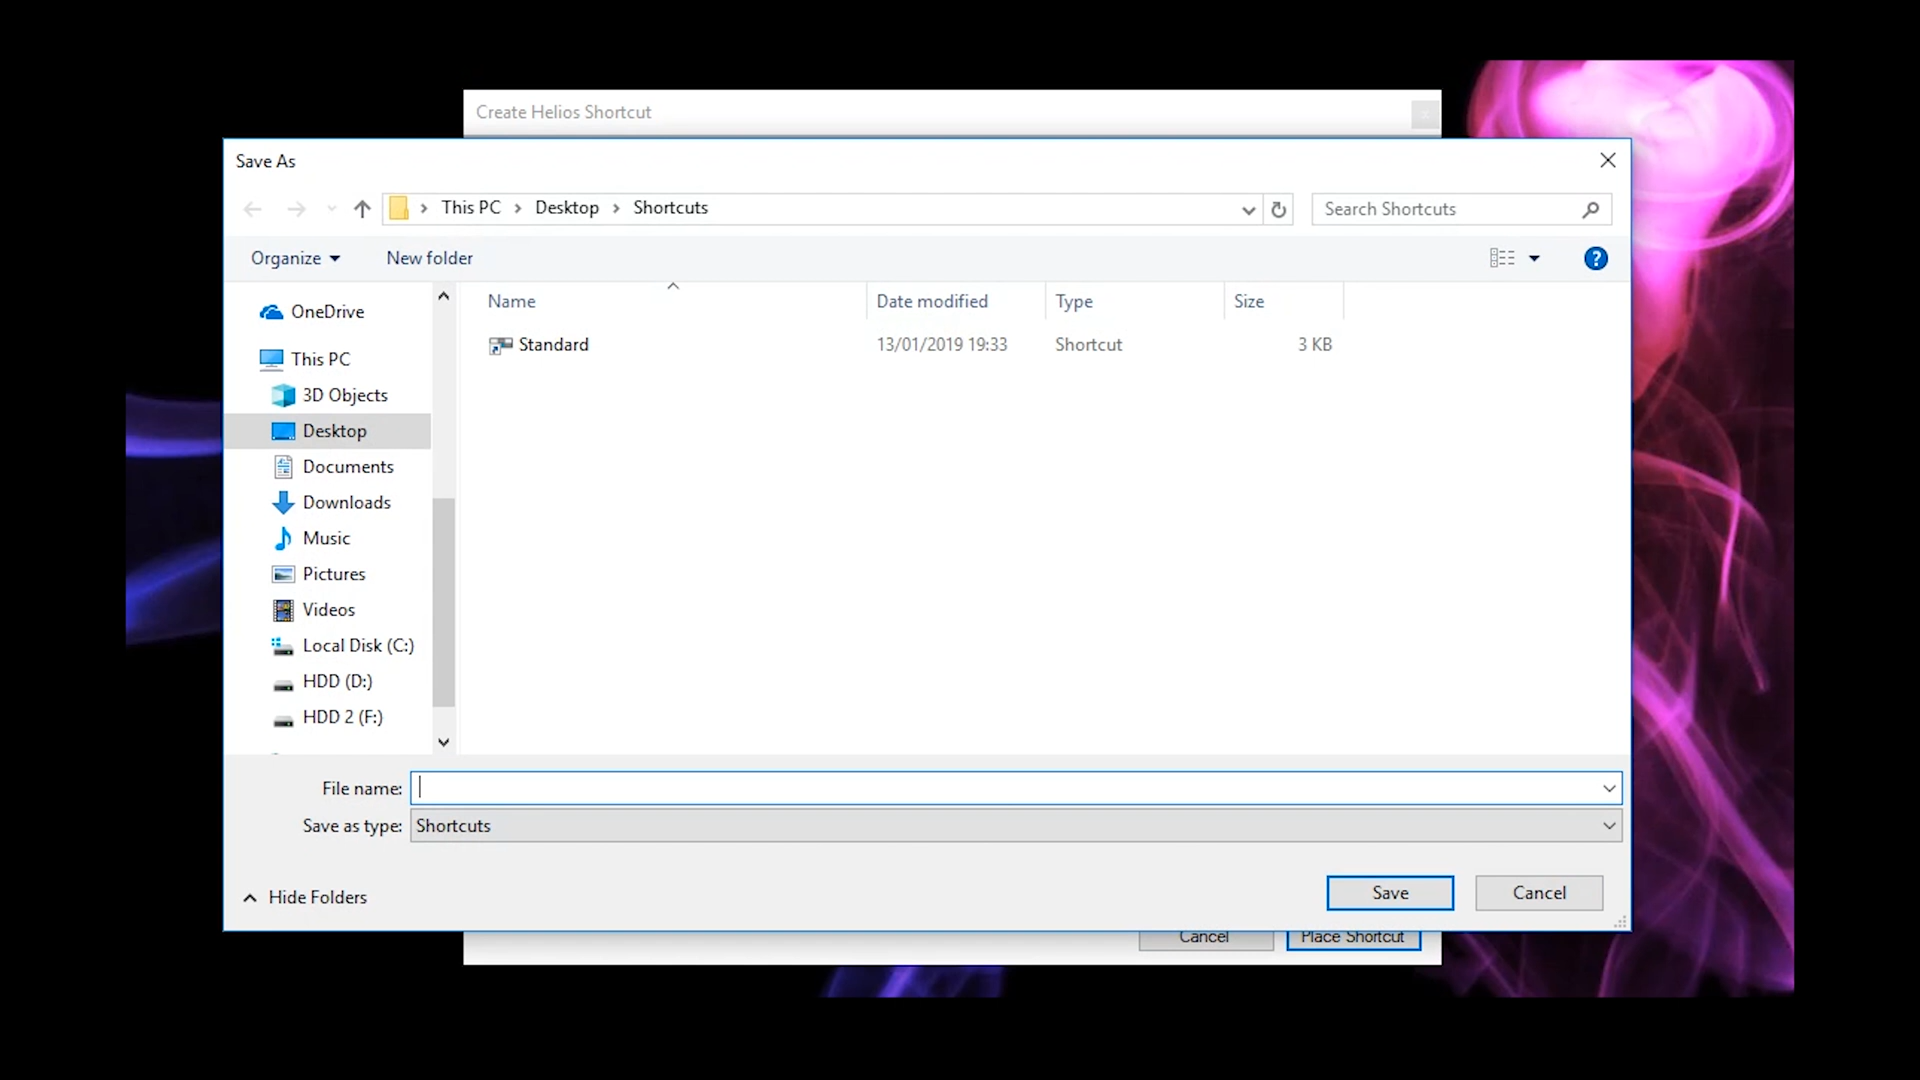 Create Helios Shortcut
Save As
This PC Desktop Shortcuts
Search Shortcuts
Organize
New folder
?
Name
Date modified
Type
Size
Standard
13/01/2019 19:33
Shortcut
3 KB
OneDrive
This PC
3D Objects
Desktop
Documents
Downloads
Music
Pictures
Videos
Local Disk (C:)
HDD (D:)
HDD 2 (F:)
File name:
Save as type: Shortcuts
Hide Folders
Save
Cancel
Cancel
Place Shortcut